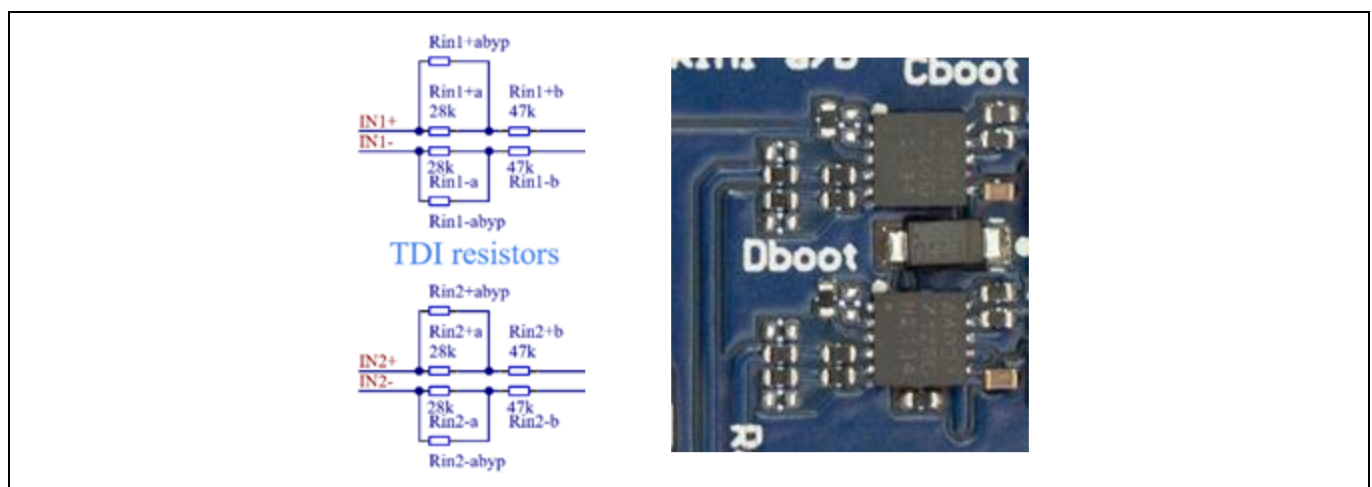 Rin1+abyp
Rin1+a Rin1+b
28k 47k
IN1+
IN1-
28k 47k
Rin1-a Rin1-b
Rin1-abyp
TDI resistors
Rin2+abyp
Rin2+a Rin2+b
28k 47k
IN2+
IN2-
28k 47k
Rin2-a Rin2-b
Rin2-abyp
Cboot
Dboot
R